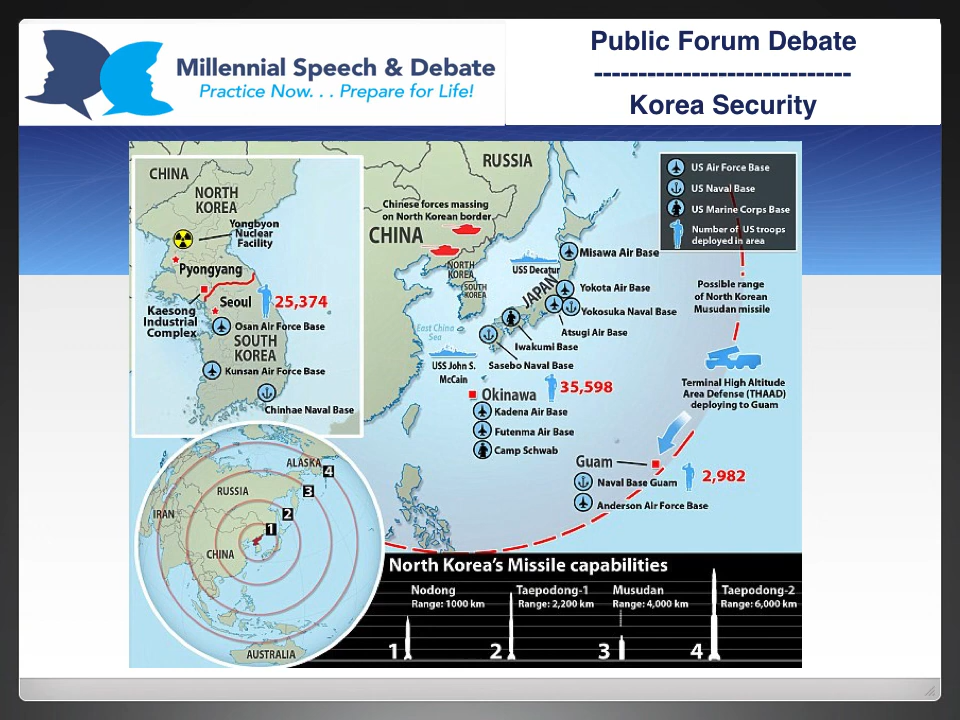 Millennial Speech & Debate
Practice Now. . . Prepare for Life!
Public Forum Debate
-----------------------------
Korea Security
CHINA
NORTH
KOREA
Yongbyon
Nuclear
Facility
Pyongyang
Kaesong
Industrial
Complex
Seoul
25,374
Osan Air Force Base
SOUTH
KOREA
Kunsan Air Force Base
Chinhae Naval Base
RUSSIA
Chinese forces massing
on North Korean border
CHINA
NORTH
KOREA
SOUTH
KOREA
USS Decatur
JAPAN
Misawa Air Base
Yokota Air Base
Yokosuka Naval Base
Atsugi Air Base
Iwakumi Base
Sasebo Naval Base
East China
Sea
USS John S.
McCain
Okinawa
35,598
Kadena Air Base
Futenma Air Base
Camp Schwab
US Air Force Base
US Naval Base
US Marine Corps Base
Number of US troops
deployed in area
Possible range
of North Korean
Musudan missile
Terminal High Altitude
Area Defense (THAAD)
deploying to Guam
Guam
2,982
Naval Base Guam
Anderson Air Force Base
ALASKA
4
RUSSIA
3
IRAN
2
1
CHINA
AUSTRALIA
North Korea's Missile capabilities
Nodong
Range: 1000 km
1
Taepodong-1
Range: 2,200 km
2
Musudan
Range: 4,000 km
3
Taepodong-2
Range: 6,000 km
4